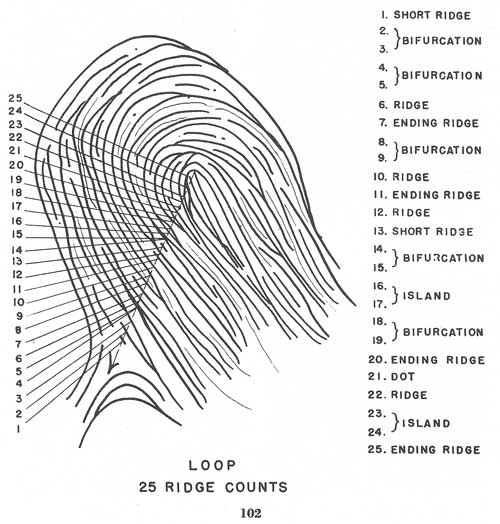 25
24
23
22
21
20
19
18
17
16
15
14
13
12
11
10
9
8
7
6
5
4
3
2
1
1. SHORT RIDGE
2. } BIFURCATION
3.
4. } BIFURCATION
5.
6. RIDGE
7. ENDING RIDGE
8. } BIFURCATION
9.
10. RIDGE
11. ENDING RIDGE
12. RIDGE
13. SHORT RIDGE
14. } BIFURCATION
15.
16. } ISLAND
17.
18. } BIFURCATION
19.
20. ENDING RIDGE
21. DOT
22. RIDGE
23. } ISLAND
24.
25. ENDING RIDGE
LOOP
25 RIDGE COUNTS
102